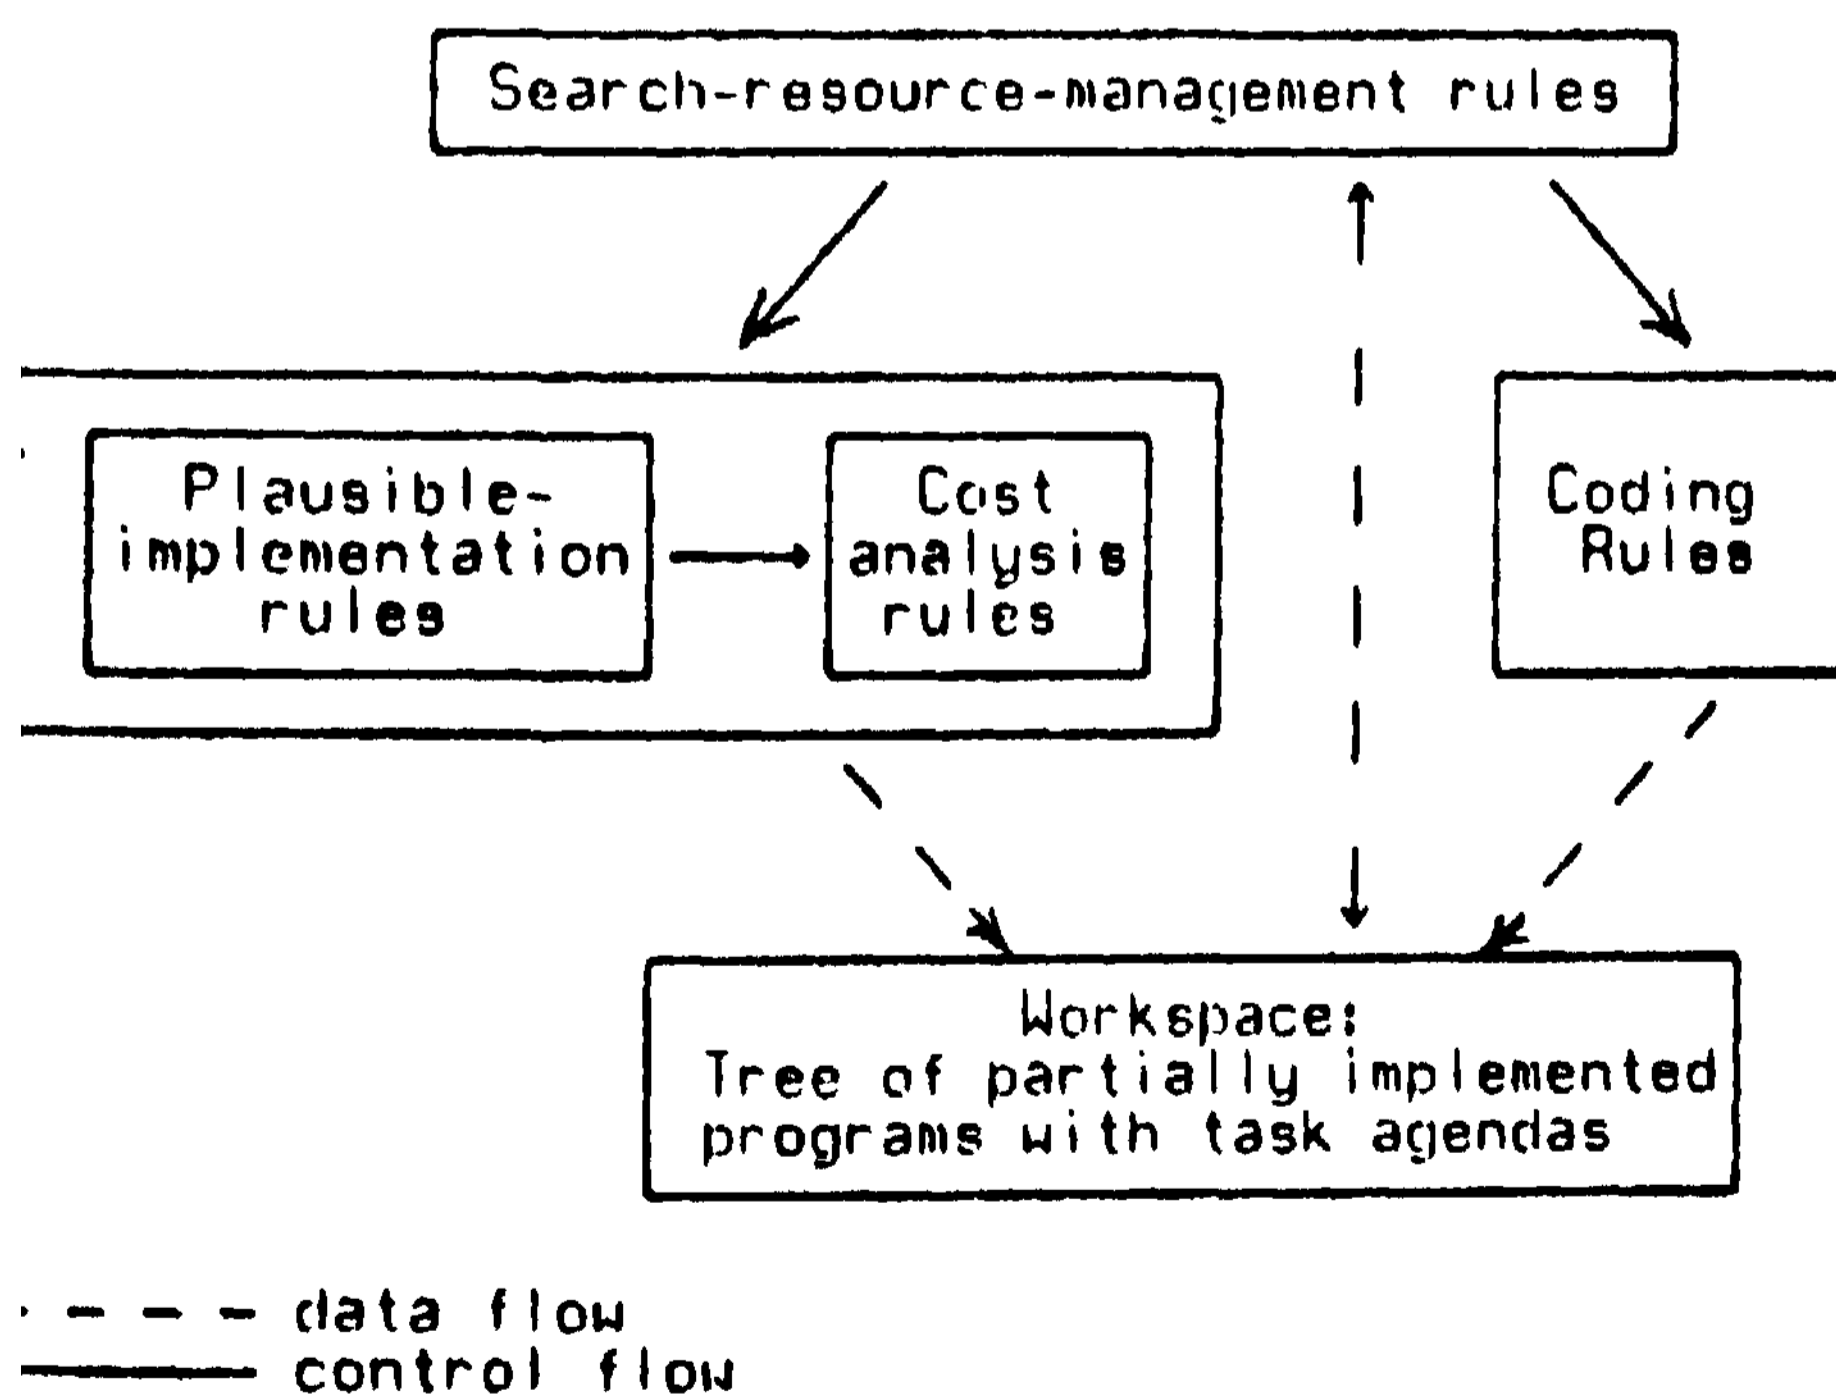 Search-resource-management rules
Plausible-
implementation
rules
Cost
analysis
rules
Coding
Rules
Workspace:
Tree of partially implemented
programs with task agendas
data flow
control flow